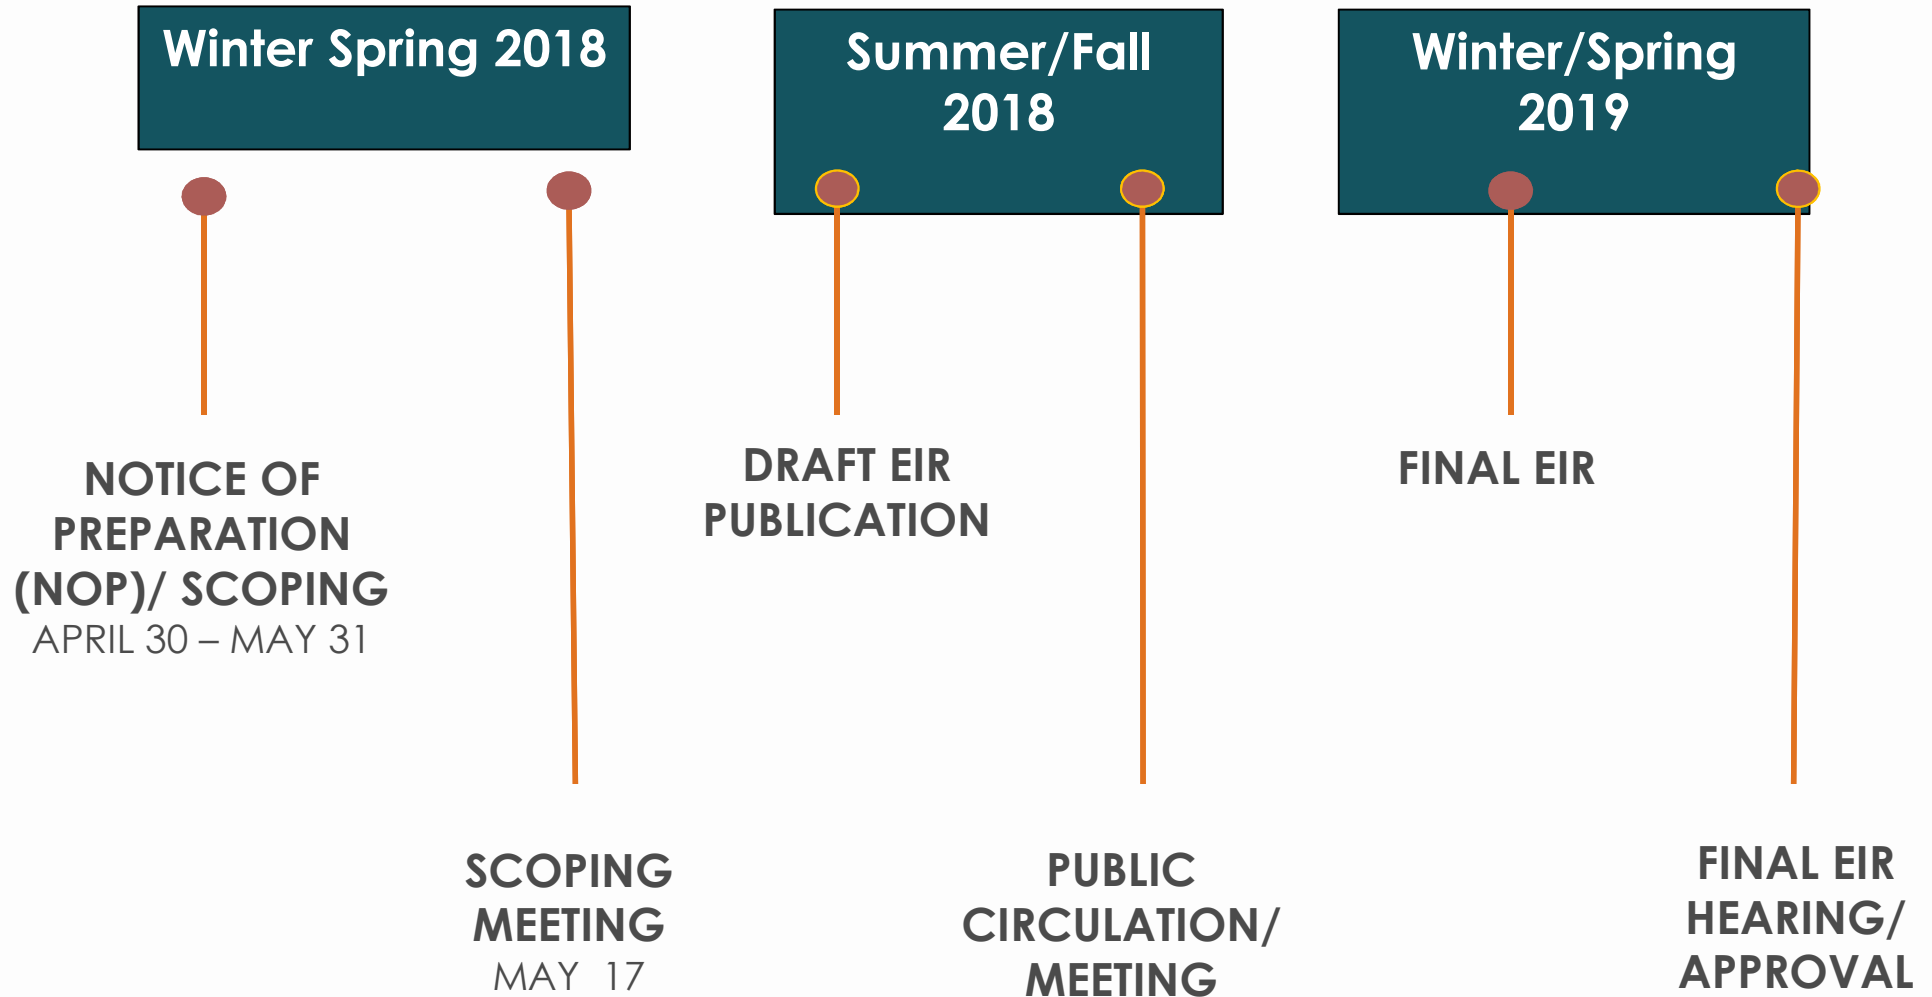 Winter Spring 2018
Summer/Fall
2018
Winter/Spring
2019
NOTICE OF
PREPARATION
(NOP)/ SCOPING
APRIL 30 – MAY 31
SCOPING
MEETING
MAY 17
DRAFT EIR
PUBLICATION
PUBLIC
CIRCULATION/
MEETING
FINAL EIR
FINAL EIR
HEARING/
APPROVAL